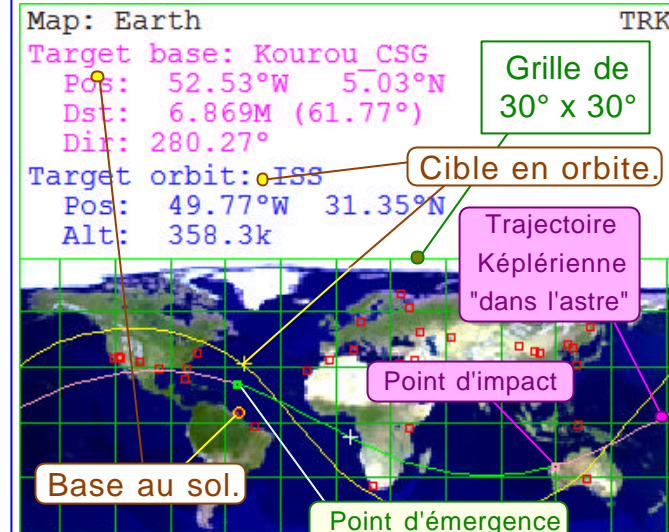 Map: Earth TRK
Target base: Kourou_CSG
Pos: 52.53°W 5.03°N
Dst: 6.869M (61.77°)
Dir: 280.27°
Target orbit: ISS
Pos: 49.77°W 31.35°N
Alt: 358.3k
Grille de
30° x 30°
Cible en orbite.
Trajectoire
Képlérienne
"dans l'astre"
Point d'impact
Base au sol.
Point d'émergence